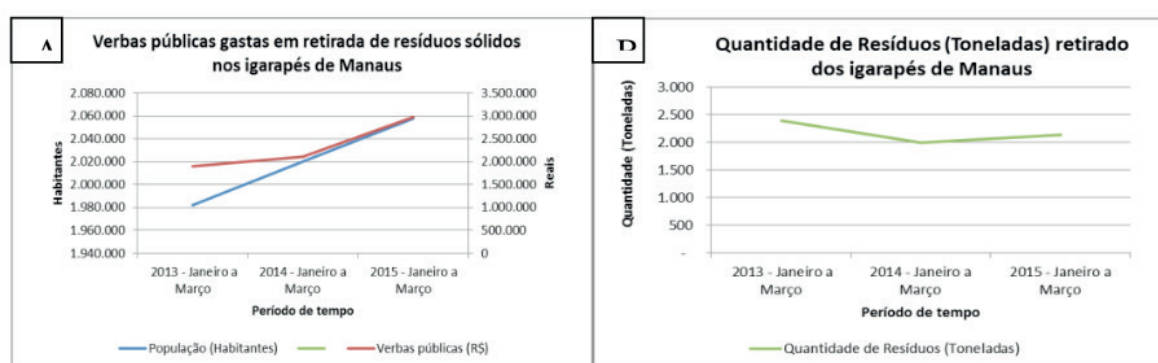 Verbas públicas gastas em retirada de resíduos sólidos
nos igarapés de Manaus
Habitantes
2.080.000
2.060.000
2.040.000
2.020.000
2.000.000
1.980.000
1.960.000
1.940.000
3.500.000
3.000.000
2.500.000
2.000.000
1.500.000
1.000.000
500.000
0
Reais
2013 - Janeiro a
Março
2014 - Janeiro a
Março
2015 - Janeiro a
Março
Período de tempo
População (Habitantes)
Verbas públicas (R$)
Quantidade de Resíduos (Toneladas) retirado
dos igarapés de Manaus
Quantidade (Toneladas)
3.000
2.500
2.000
1.500
1.000
500
-
2013 - Janeiro a
Março
2014 - Janeiro a
Março
2015 - Janeiro a
Março
Período de tempo
Quantidade de Resíduos (Toneladas)